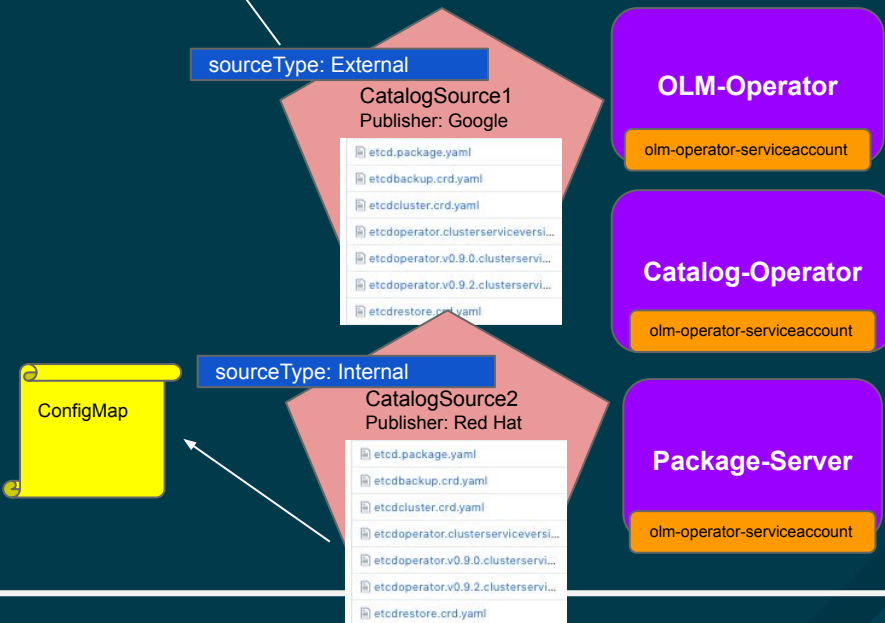 sourceType: External
CatalogSource1
Publisher: Google
etcd.package.yaml
etcdbackup.crd.yaml
etcdcluster.crd.yaml
etcdoperator.clusterserviceversi...
etcdoperator.v0.9.0.clusterservi...
etcdoperator.v0.9.2.clusterservi...
etcdrestore.crd.yaml
OLM-Operator
olm-operator-serviceaccount
Catalog-Operator
olm-operator-serviceaccount
ConfigMap
sourceType: Internal
CatalogSource2
Publisher: Red Hat
etcd.package.yaml
etcdbackup.crd.yaml
etcdcluster.crd.yaml
etcdoperator.clusterserviceversi...
etcdoperator.v0.9.0.clusterservi...
etcdoperator.v0.9.2.clusterservi...
etcdrestore.crd.yaml
Package-Server
olm-operator-serviceaccount